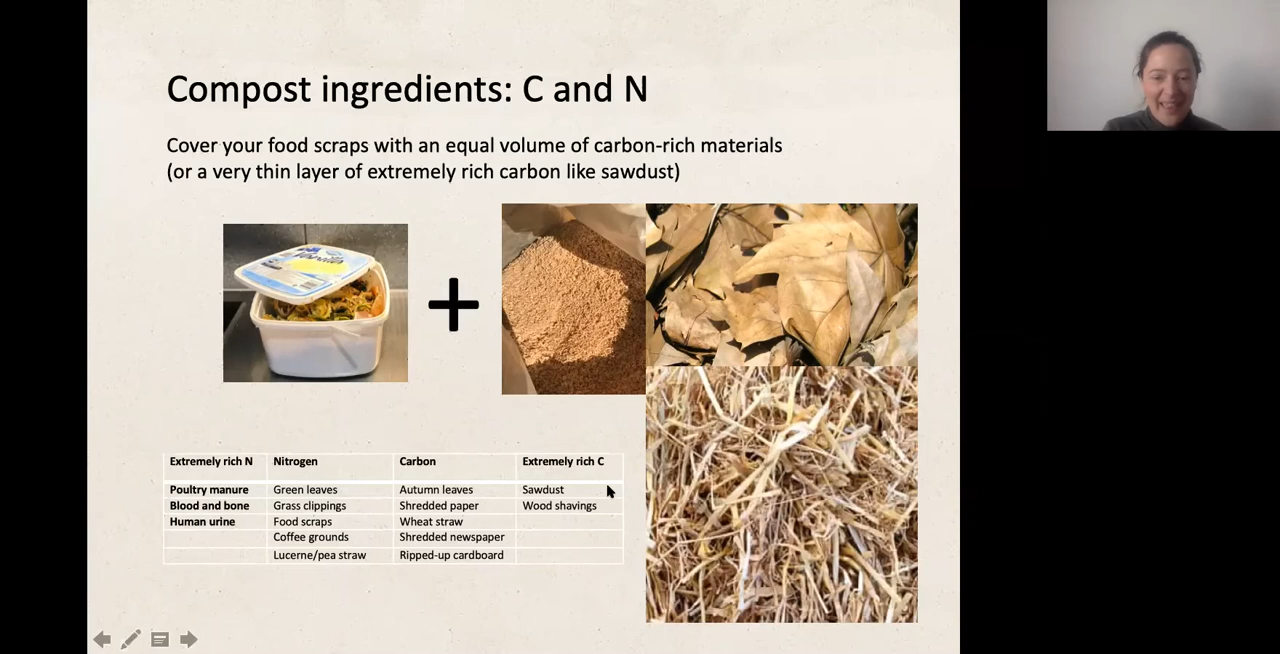 Compost ingredients: C and N
Cover your food scraps with an equal volume of carbon-rich materials
(or a very thin layer of extremely rich carbon like sawdust)
Extremely rich N Nitrogen Carbon Extremely rich C
Poultry manure Green leaves Autumn leaves Sawdust
Blood and bone Grass clippings Shredded paper Wood shavings
Human urine Food scraps Wheat straw
Coffee grounds Shredded newspaper
Lucerne/pea straw Ripped-up cardboard